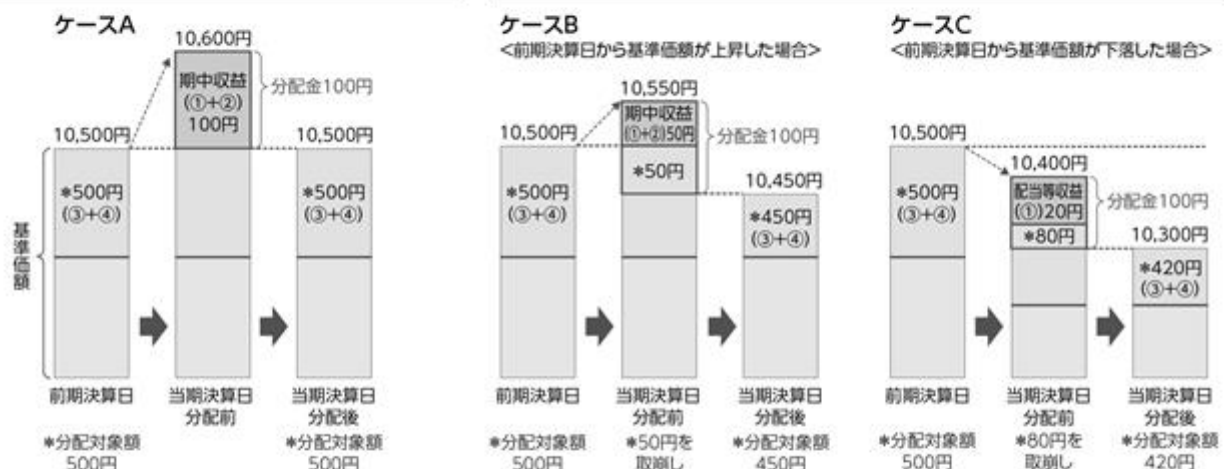 ケースA
10,600円
期中収益
(①+②)
100円
分配金100円
10,500円
10,500円
*500円
(③+④)
*500円
(③+④)
基準価額
前期決算日
当期決算日
分配前
当期決算日
分配後
*分配対象額
500円
*分配対象額
500円
ケースB
<前期決算日から基準価額が上昇した場合>
10,550円
期中収益
(①+②)50円
分配金100円
10,500円
*500円
(③+④)
*50円
10,450円
*450円
(③+④)
前期決算日
当期決算日
分配前
当期決算日
分配後
*分配対象額
500円
*50円を
取崩し
*分配対象額
450円
ケースC
<前期決算日から基準価額が下落した場合>
10,500円
10,400円
*500円
(③+④)
配当等収益
(①)20円
分配金100円
*80円
10,300円
*420円
(③+④)
前期決算日
当期決算日
分配前
当期決算日
分配後
*分配対象額
500円
*80円を
取崩し
*分配対象額
420円